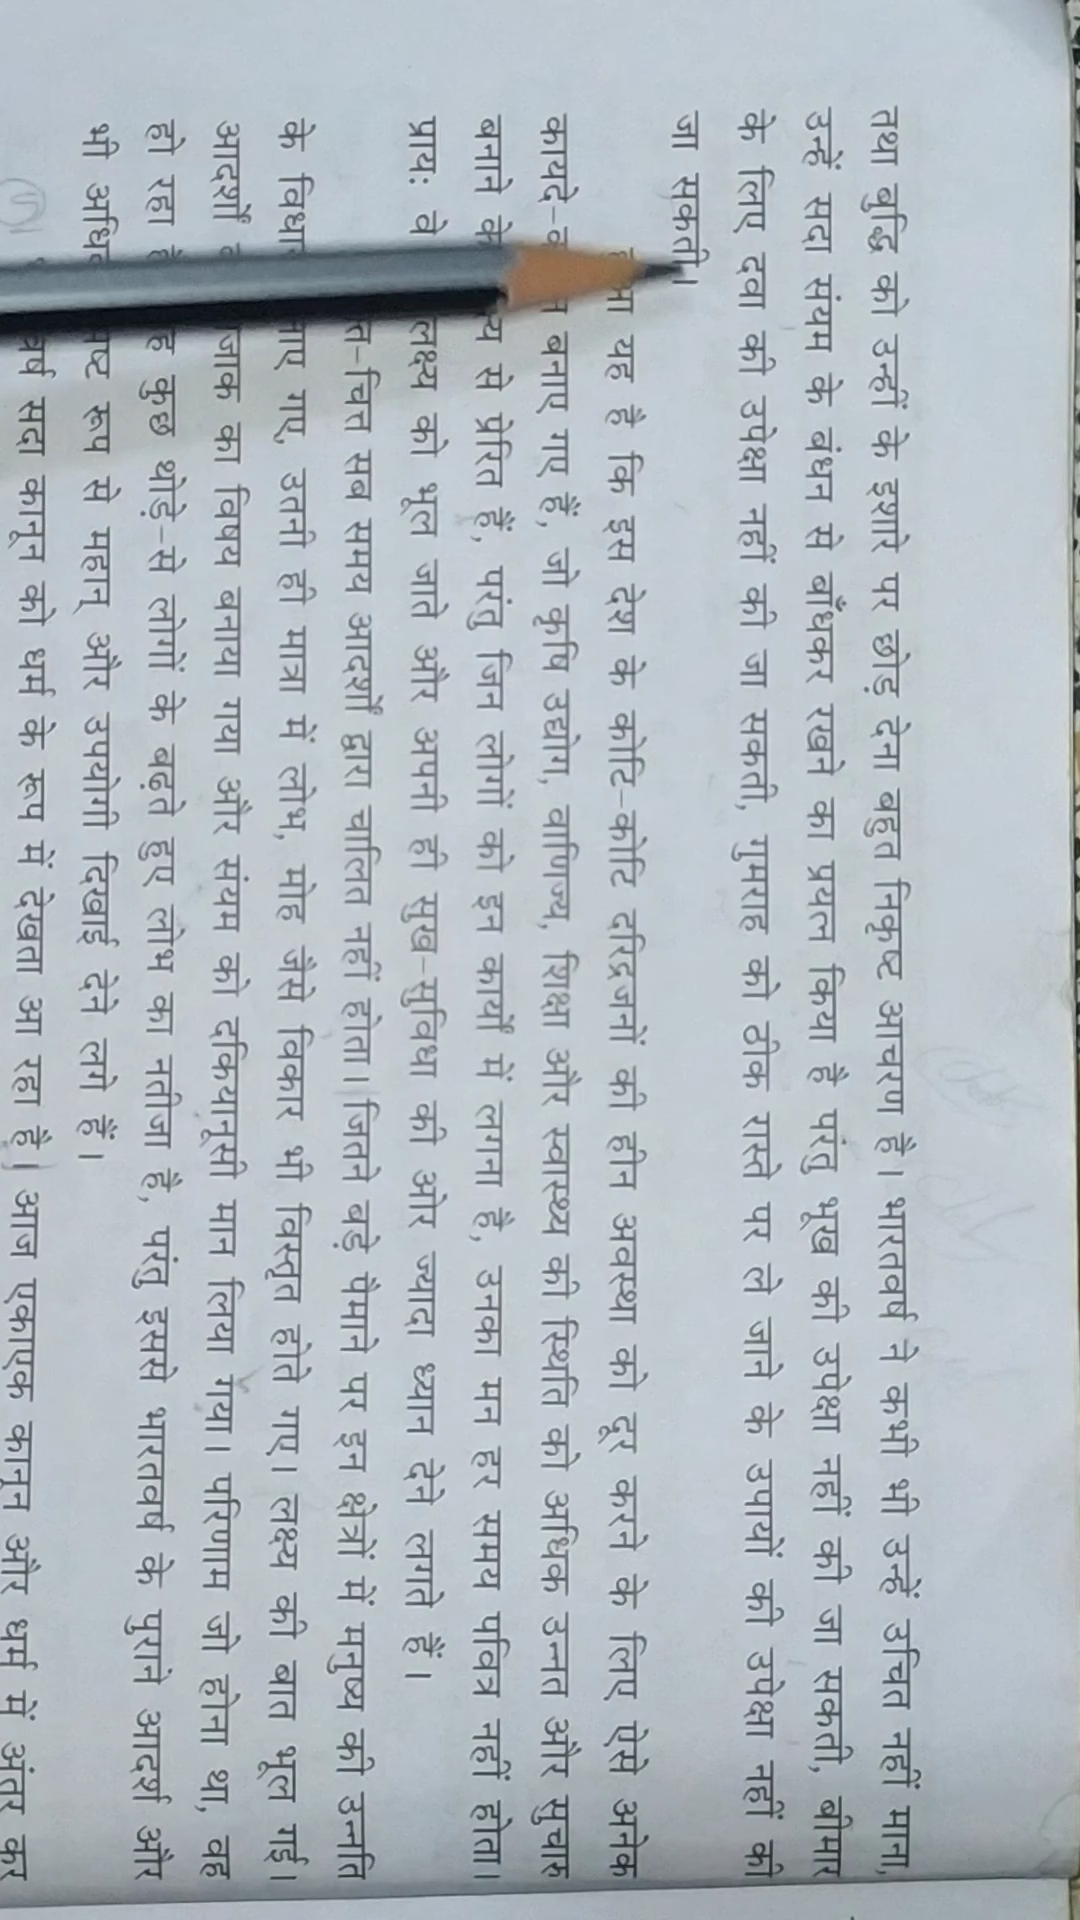 तथा बुद्धि को उन्हीं के इशारे पर छोड़ देना बहुत निकृष्ट आचरण है। भारतवर्ष ने कभी भी उन्हें उचित नहीं माना,
उन्हें सदा संयम के बंधन से बाँधकर रखने का प्रयत्न किया है परंतु भूख की उपेक्षा नहीं की जा सकती, बीमार
के लिए दवा की उपेक्षा नहीं की जा सकती, गुमराह को ठीक रास्ते पर ले जाने के उपायों की उपेक्षा नहीं की
जा सकती।
यह है कि इस देश के कोटि-कोटि दरिद्रजनों की हीन अवस्था को दूर करने के लिए ऐसे अनेक
कायदे- बनाए गए हैं, जो कृषि उद्योग, वाणिज्य, शिक्षा और स्वास्थ्य की स्थिति को अधिक उन्नत और सुचारु
बनाने के से प्रेरित हैं, परंतु जिन लोगों को इन कार्यों में लगना है, उनका मन हर समय पवित्र नहीं होता।
प्रायः वे लक्ष्य को भूल जाते और अपनी ही सुख-सुविधा की ओर ज्यादा ध्यान देने लगते हैं।
-चित्त सब समय आदर्शों द्वारा चालित नहीं होता। जितने बड़े पैमाने पर इन क्षेत्रों में मनुष्य की उन्नति
के गए, उतनी ही मात्रा में लोभ, मोह जैसे विकार भी विस्तृत होते गए। लक्ष्य की बात भूल गई।
आदर्शों का विषय बनाया गया और संयम को दकियानूसी मान लिया गया। परिणाम जो होना था, वह
हो रहा कुछ थोड़े-से लोगों के बढ़ते हुए लोभ का नतीजा है, परंतु इससे भारतवर्ष के पुराने आदर्श और
भी रूप से महान् और उपयोगी दिखाई देने लगे हैं।
सदा कानून को धर्म के रूप में देखता आ रहा है। आज एकाएक कानून और धर्म में अंतर कर